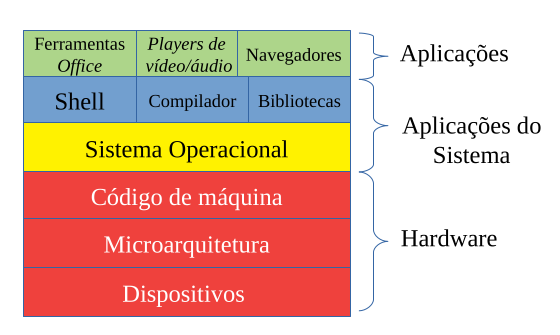 Ferramentas
Office
Players de
vídeo/áudio
Navegadores
Aplicações
Shell
Compilador
Bibliotecas
Aplicações do
Sistema
Sistema Operacional
Código de máquina
Microarquitetura
Hardware
Dispositivos